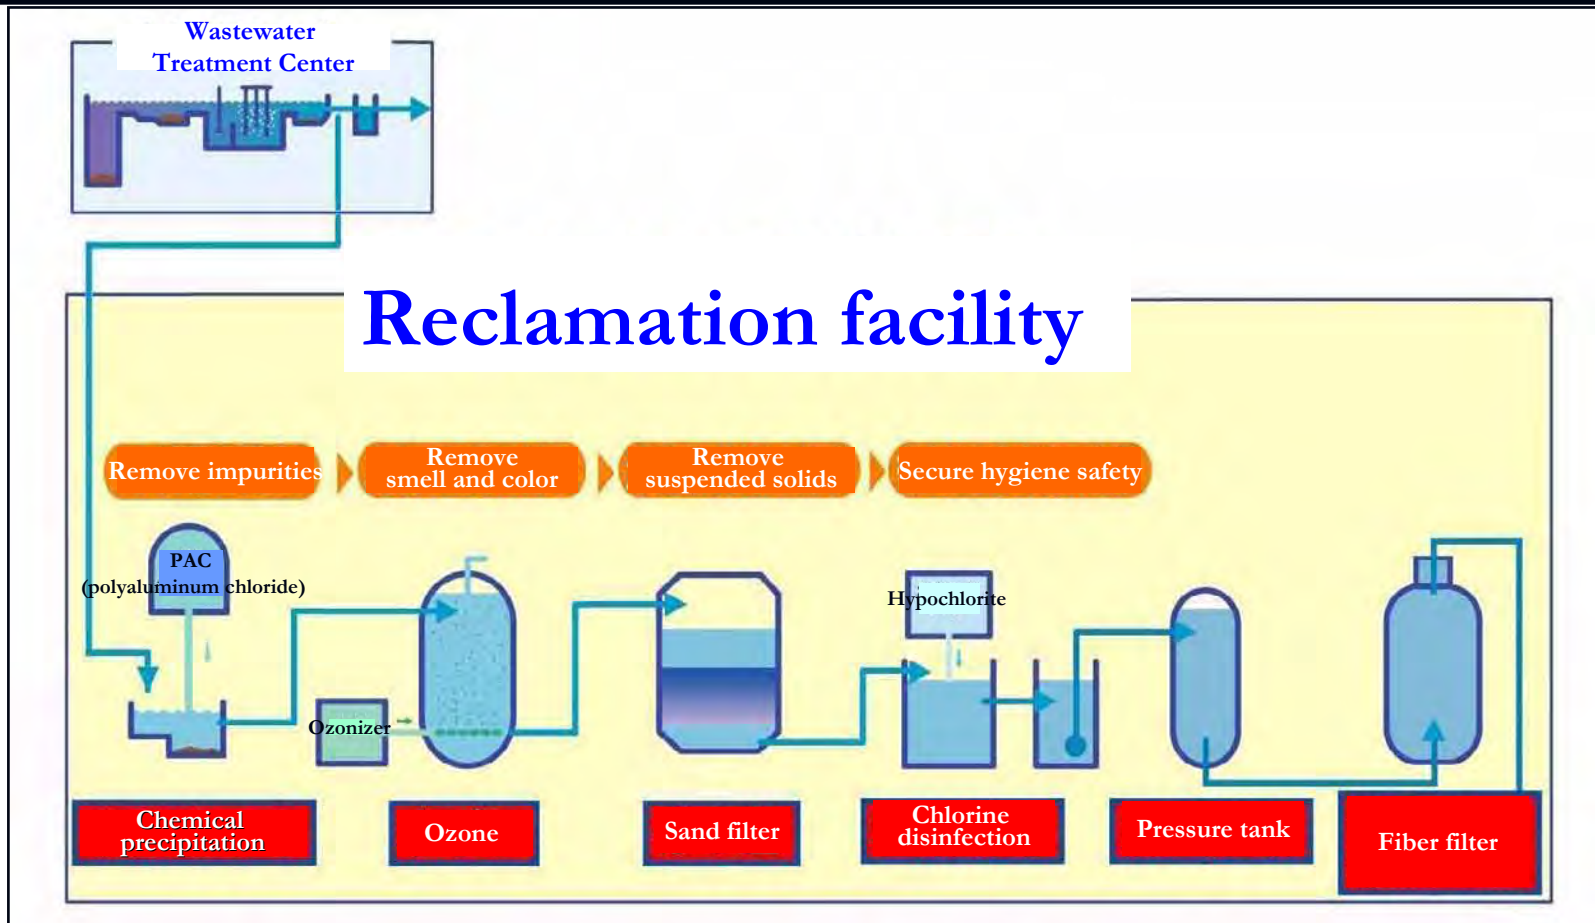 Wastewater
Treatment Center
Reclamation facility
Remove impurities
Remove
smell and color
Remove
suspended solids
Secure hygiene safety
PAC
(polyaluminum chloride)
Ozonizer
Hypochlorite
Chemical
precipitation
Ozone
Sand filter
Chlorine
disinfection
Pressure tank
Fiber filter